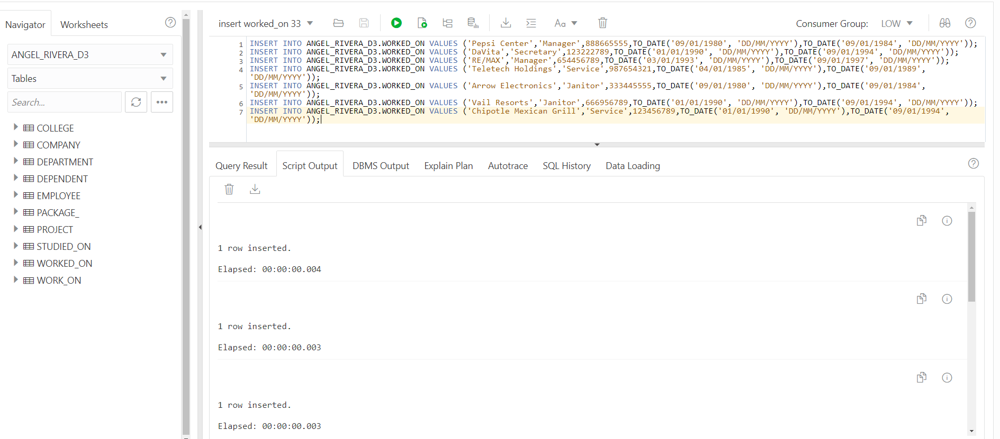 Navigator
Worksheets
ANGEL_RIVERA_D3
Tables
Search...
COLLEGE
COMPANY
DEPARTMENT
DEPENDENT
EMPLOYEE
PACKAGE_
PROJECT
STUDIED_ON
WORKED_ON
WORK_ON
insert worked_on 33
Aa
Consumer Group: LOW
1 INSERT INTO ANGEL_RIVERA_D3.WORKED_ON VALUES ('Pepsi Center','Manager',888665555,TO_DATE('09/01/1980', 'DD/MM/YYYY'),TO_DATE('09/01/1984', 'DD/MM/YYYY'));
2 INSERT INTO ANGEL_RIVERA_D3.WORKED_ON VALUES ('DaVita','Secretary',123222789,TO_DATE('01/01/1990', 'DD/MM/YYYY'),TO_DATE('09/01/1994', 'DD/MM/YYYY'));
3 INSERT INTO ANGEL_RIVERA_D3.WORKED_ON VALUES ('RE/MAX','Manager',654456789,TO_DATE('03/01/1993', 'DD/MM/YYYY'),TO_DATE('09/01/1997', 'DD/MM/YYYY'));
4 INSERT INTO ANGEL_RIVERA_D3.WORKED_ON VALUES ('Teletech Holdings','Service',987654321,TO_DATE('04/01/1985', 'DD/MM/YYYY'),TO_DATE('09/01/1989',
'DD/MM/YYYY'));
5 INSERT INTO ANGEL_RIVERA_D3.WORKED_ON VALUES ('Arrow Electronics','Janitor',333445555,TO_DATE('09/01/1980', 'DD/MM/YYYY'),TO_DATE('09/01/1984',
'DD/MM/YYYY'));
6 INSERT INTO ANGEL_RIVERA_D3.WORKED_ON VALUES ('Vail Resorts','Janitor',666956789,TO_DATE('01/01/1990', 'DD/MM/YYYY'),TO_DATE('09/01/1994', 'DD/MM/YYYY'));
7 INSERT INTO ANGEL_RIVERA_D3.WORKED_ON VALUES ('Chipotle Mexican Grill','Service',123456789,TO_DATE('01/01/1990', 'DD/MM/YYYY'),TO_DATE('09/01/1994',
'DD/MM/YYYY'));
Query Result
Script Output
DBMS Output
Explain Plan
Autotrace
SQL History
Data Loading
1 row inserted.
Elapsed: 00:00:00.004
1 row inserted.
Elapsed: 00:00:00.003
1 row inserted.
Elapsed: 00:00:00.003